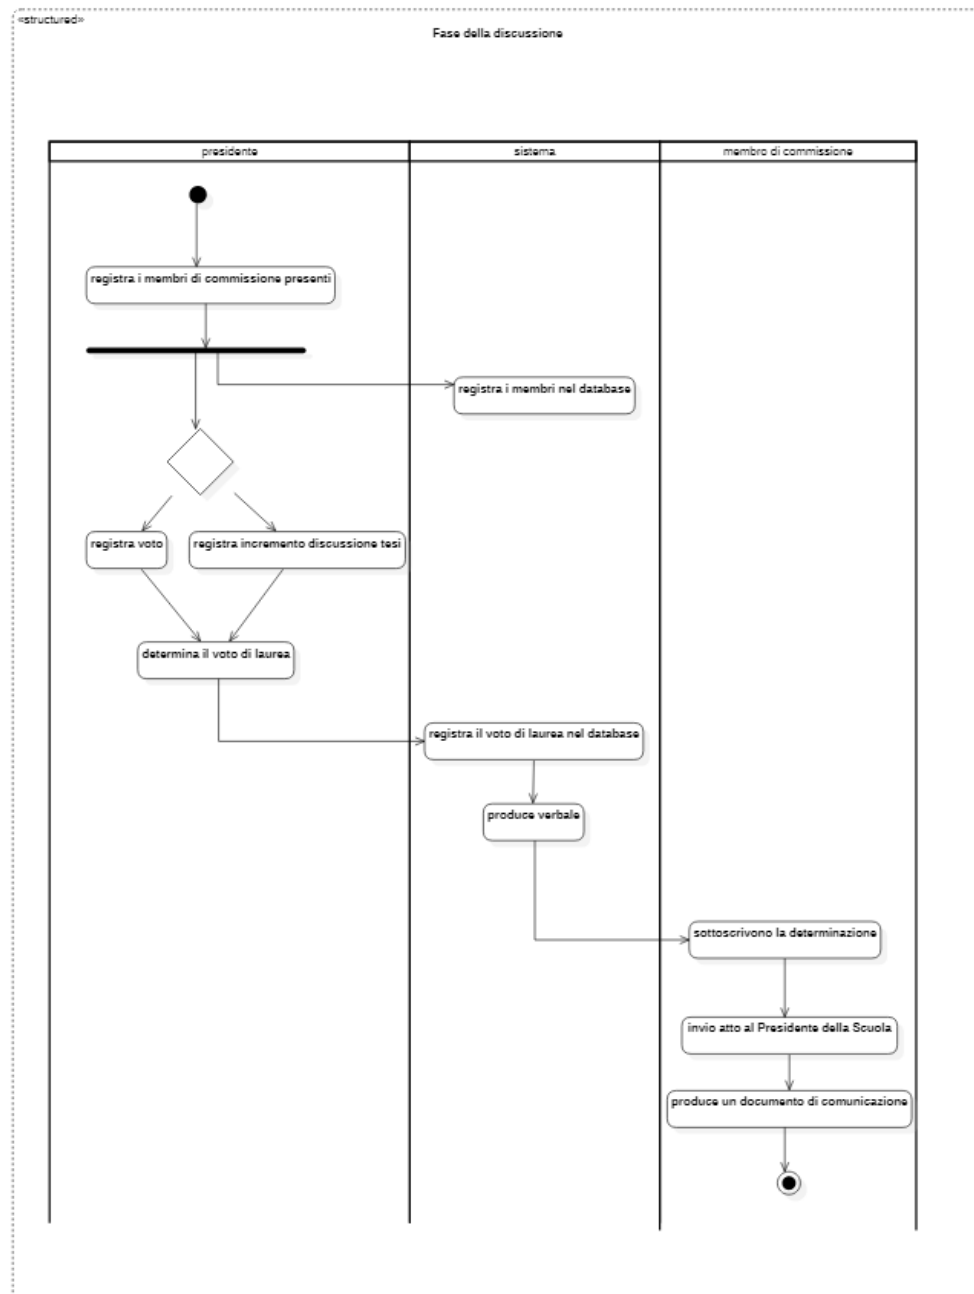 «structured»
Fase della discussione
presidente
sistema
membro di commissione
registra i membri di commissione presenti
registra i membri nel database
registra voto
registra incremento discussione tesi
determina il voto di laurea
registra il voto di laurea nel database
produce verbale
sottoscrivono la determinazione
invio atto al Presidente della Scuola
produce un documento di comunicazione